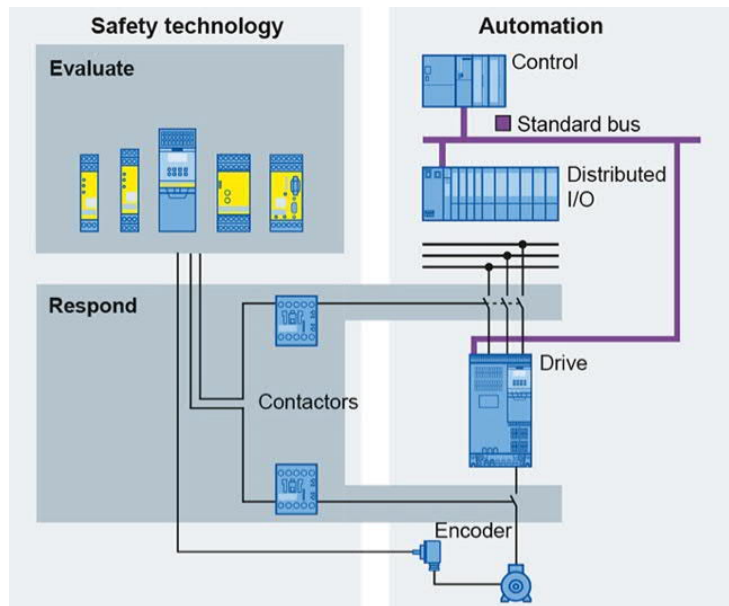 Safety technology
Automation
Evaluate
Control
Standard bus
Distributed
I/O
Respond
Drive
Contactors
Encoder